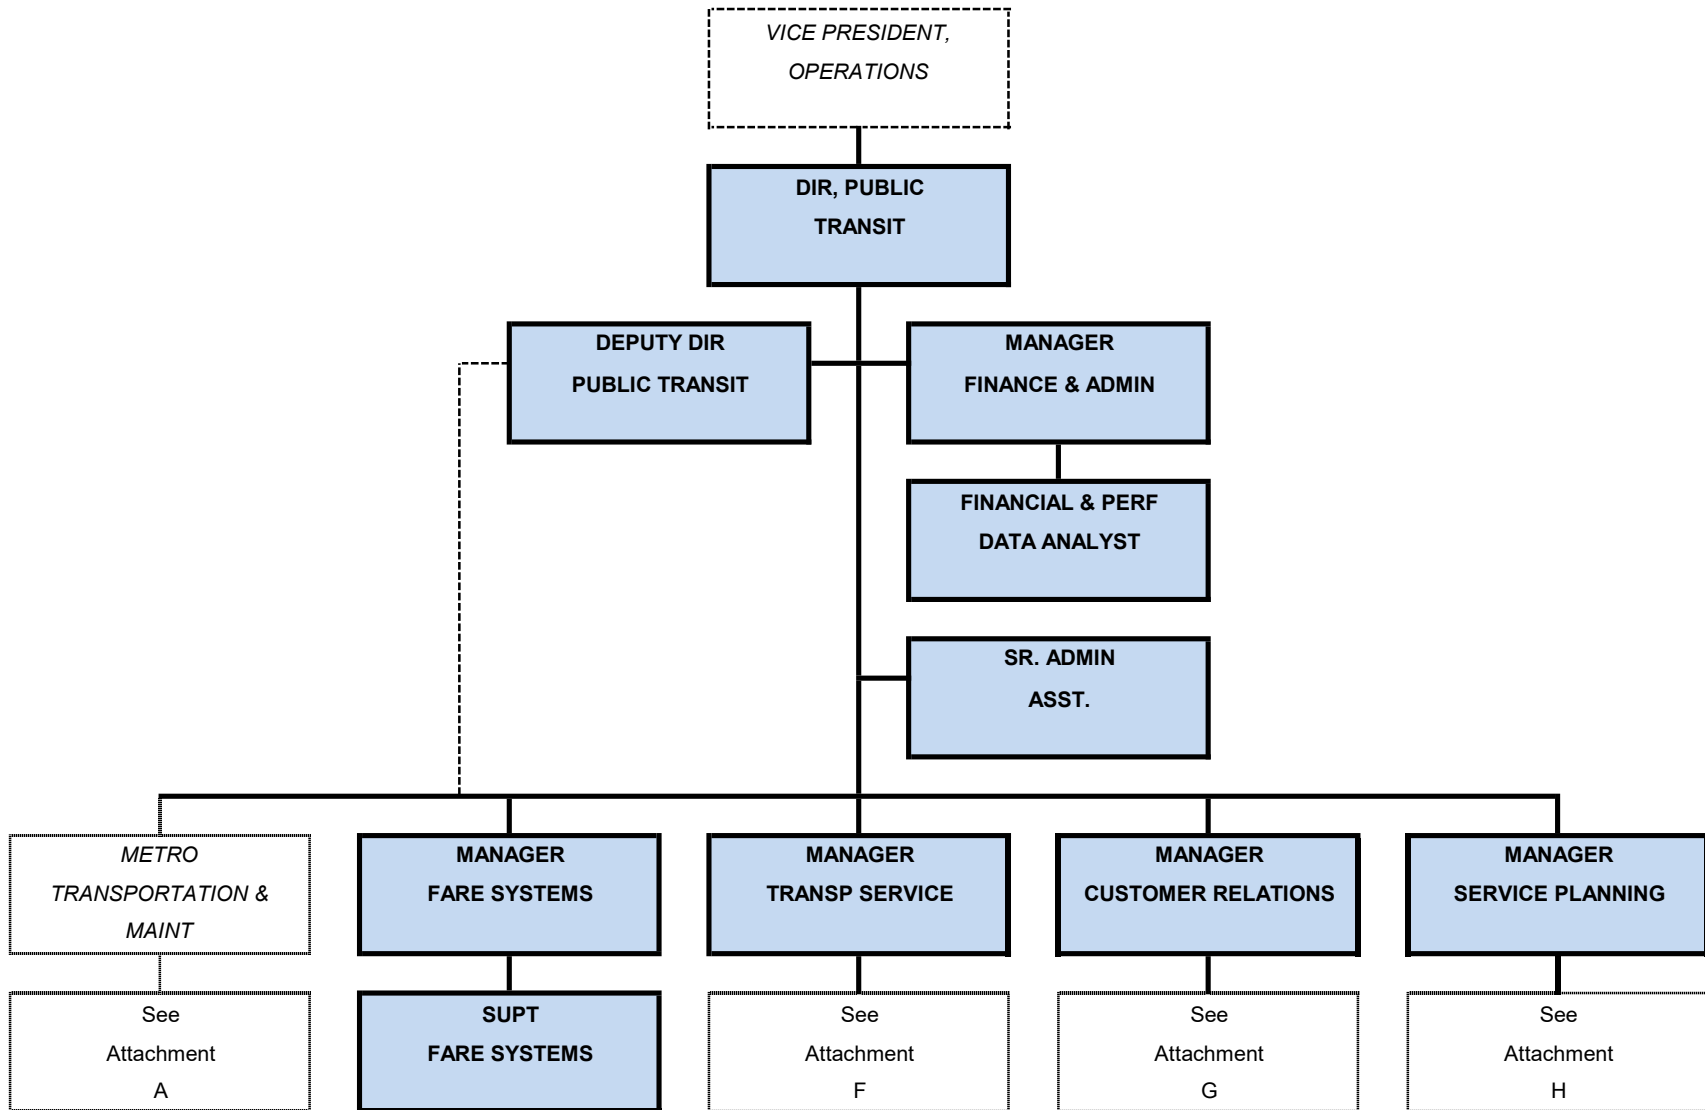 VICE PRESIDENT,
OPERATIONS
DIR, PUBLIC
TRANSIT
DEPUTY DIR
PUBLIC TRANSIT
MANAGER
FINANCE & ADMIN
FINANCIAL & PERF
DATA ANALYST
SR. ADMIN
ASST.
METRO
TRANSPORTATION &
MAINT
MANAGER
FARE SYSTEMS
MANAGER
TRANSP SERVICE
MANAGER
CUSTOMER RELATIONS
MANAGER
SERVICE PLANNING
See
Attachment
A
SUPT
FARE SYSTEMS
See
Attachment
F
See
Attachment
G
See
Attachment
H